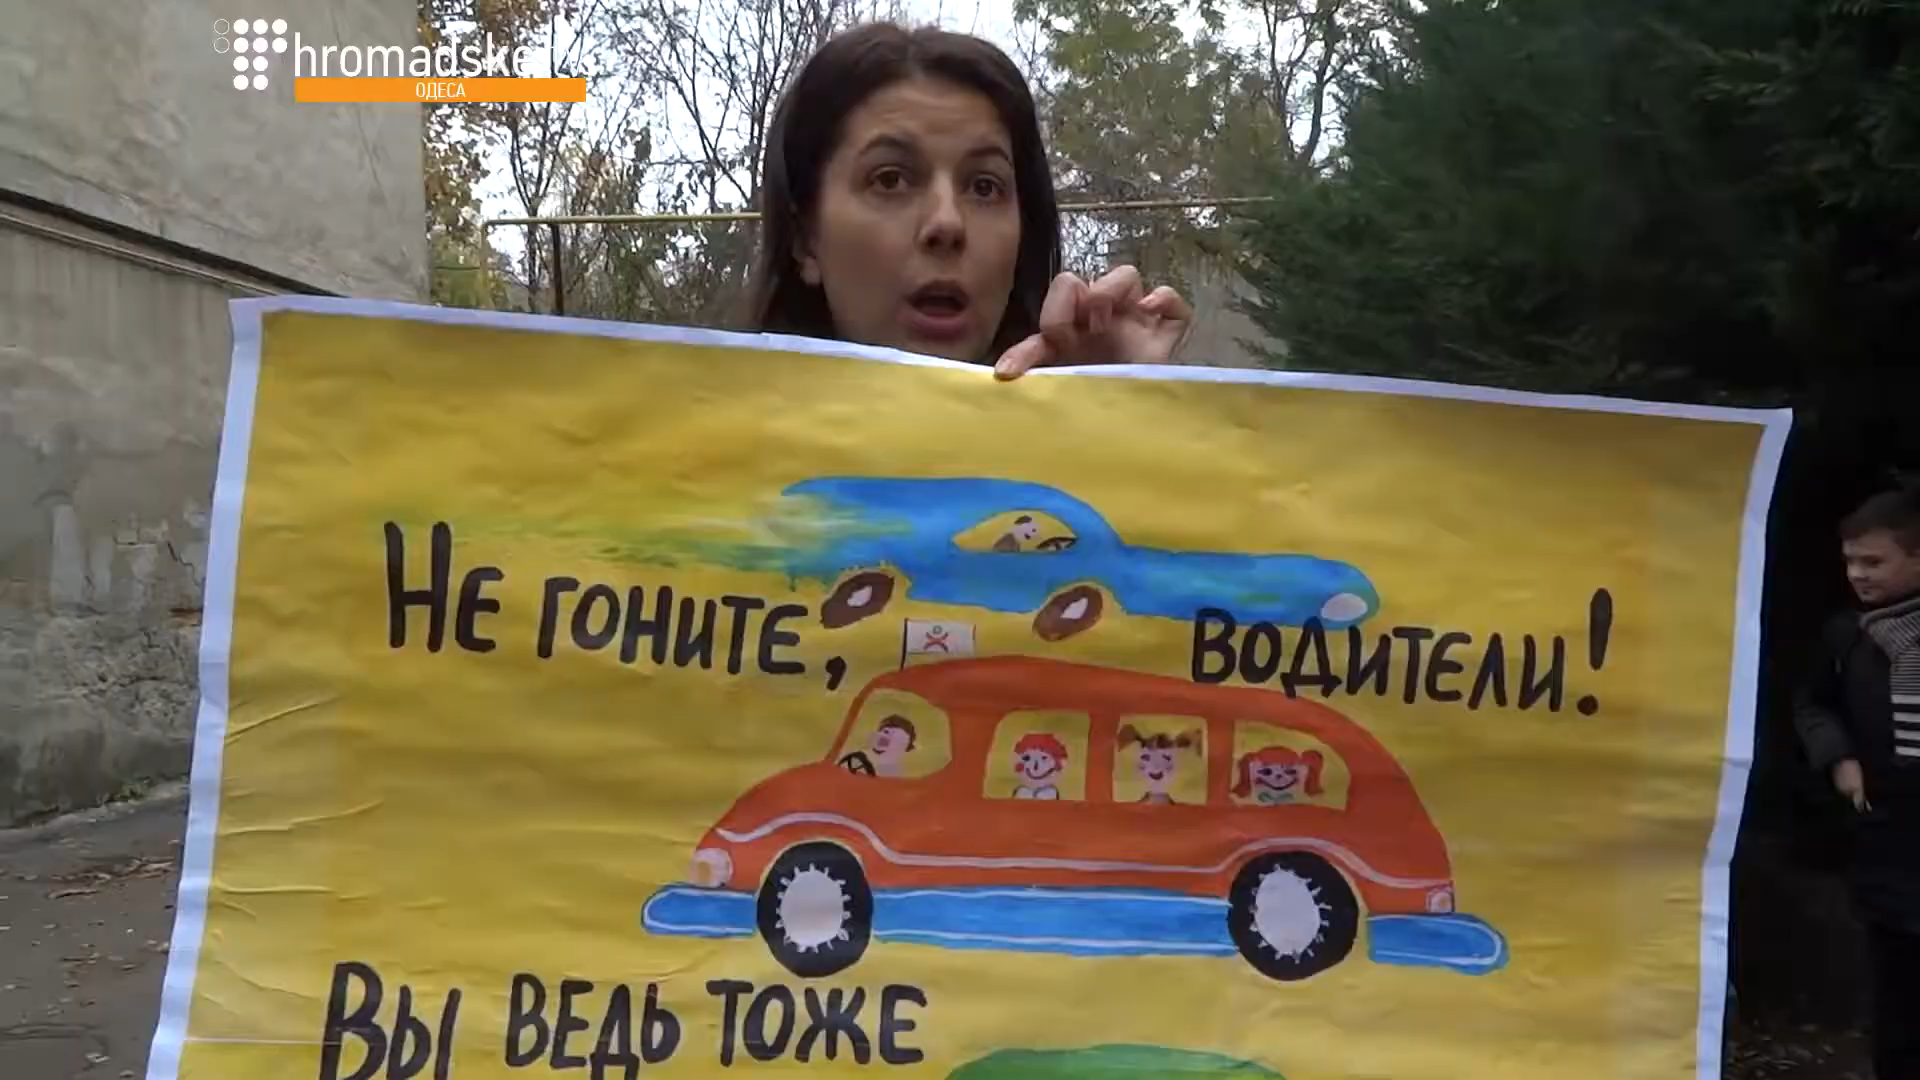 hromadske
ОДЕСА
НЕ ГОНИТЕ, ВОДИТЕЛИ!
ВЫ ВЕДЬ ТОЖЕ